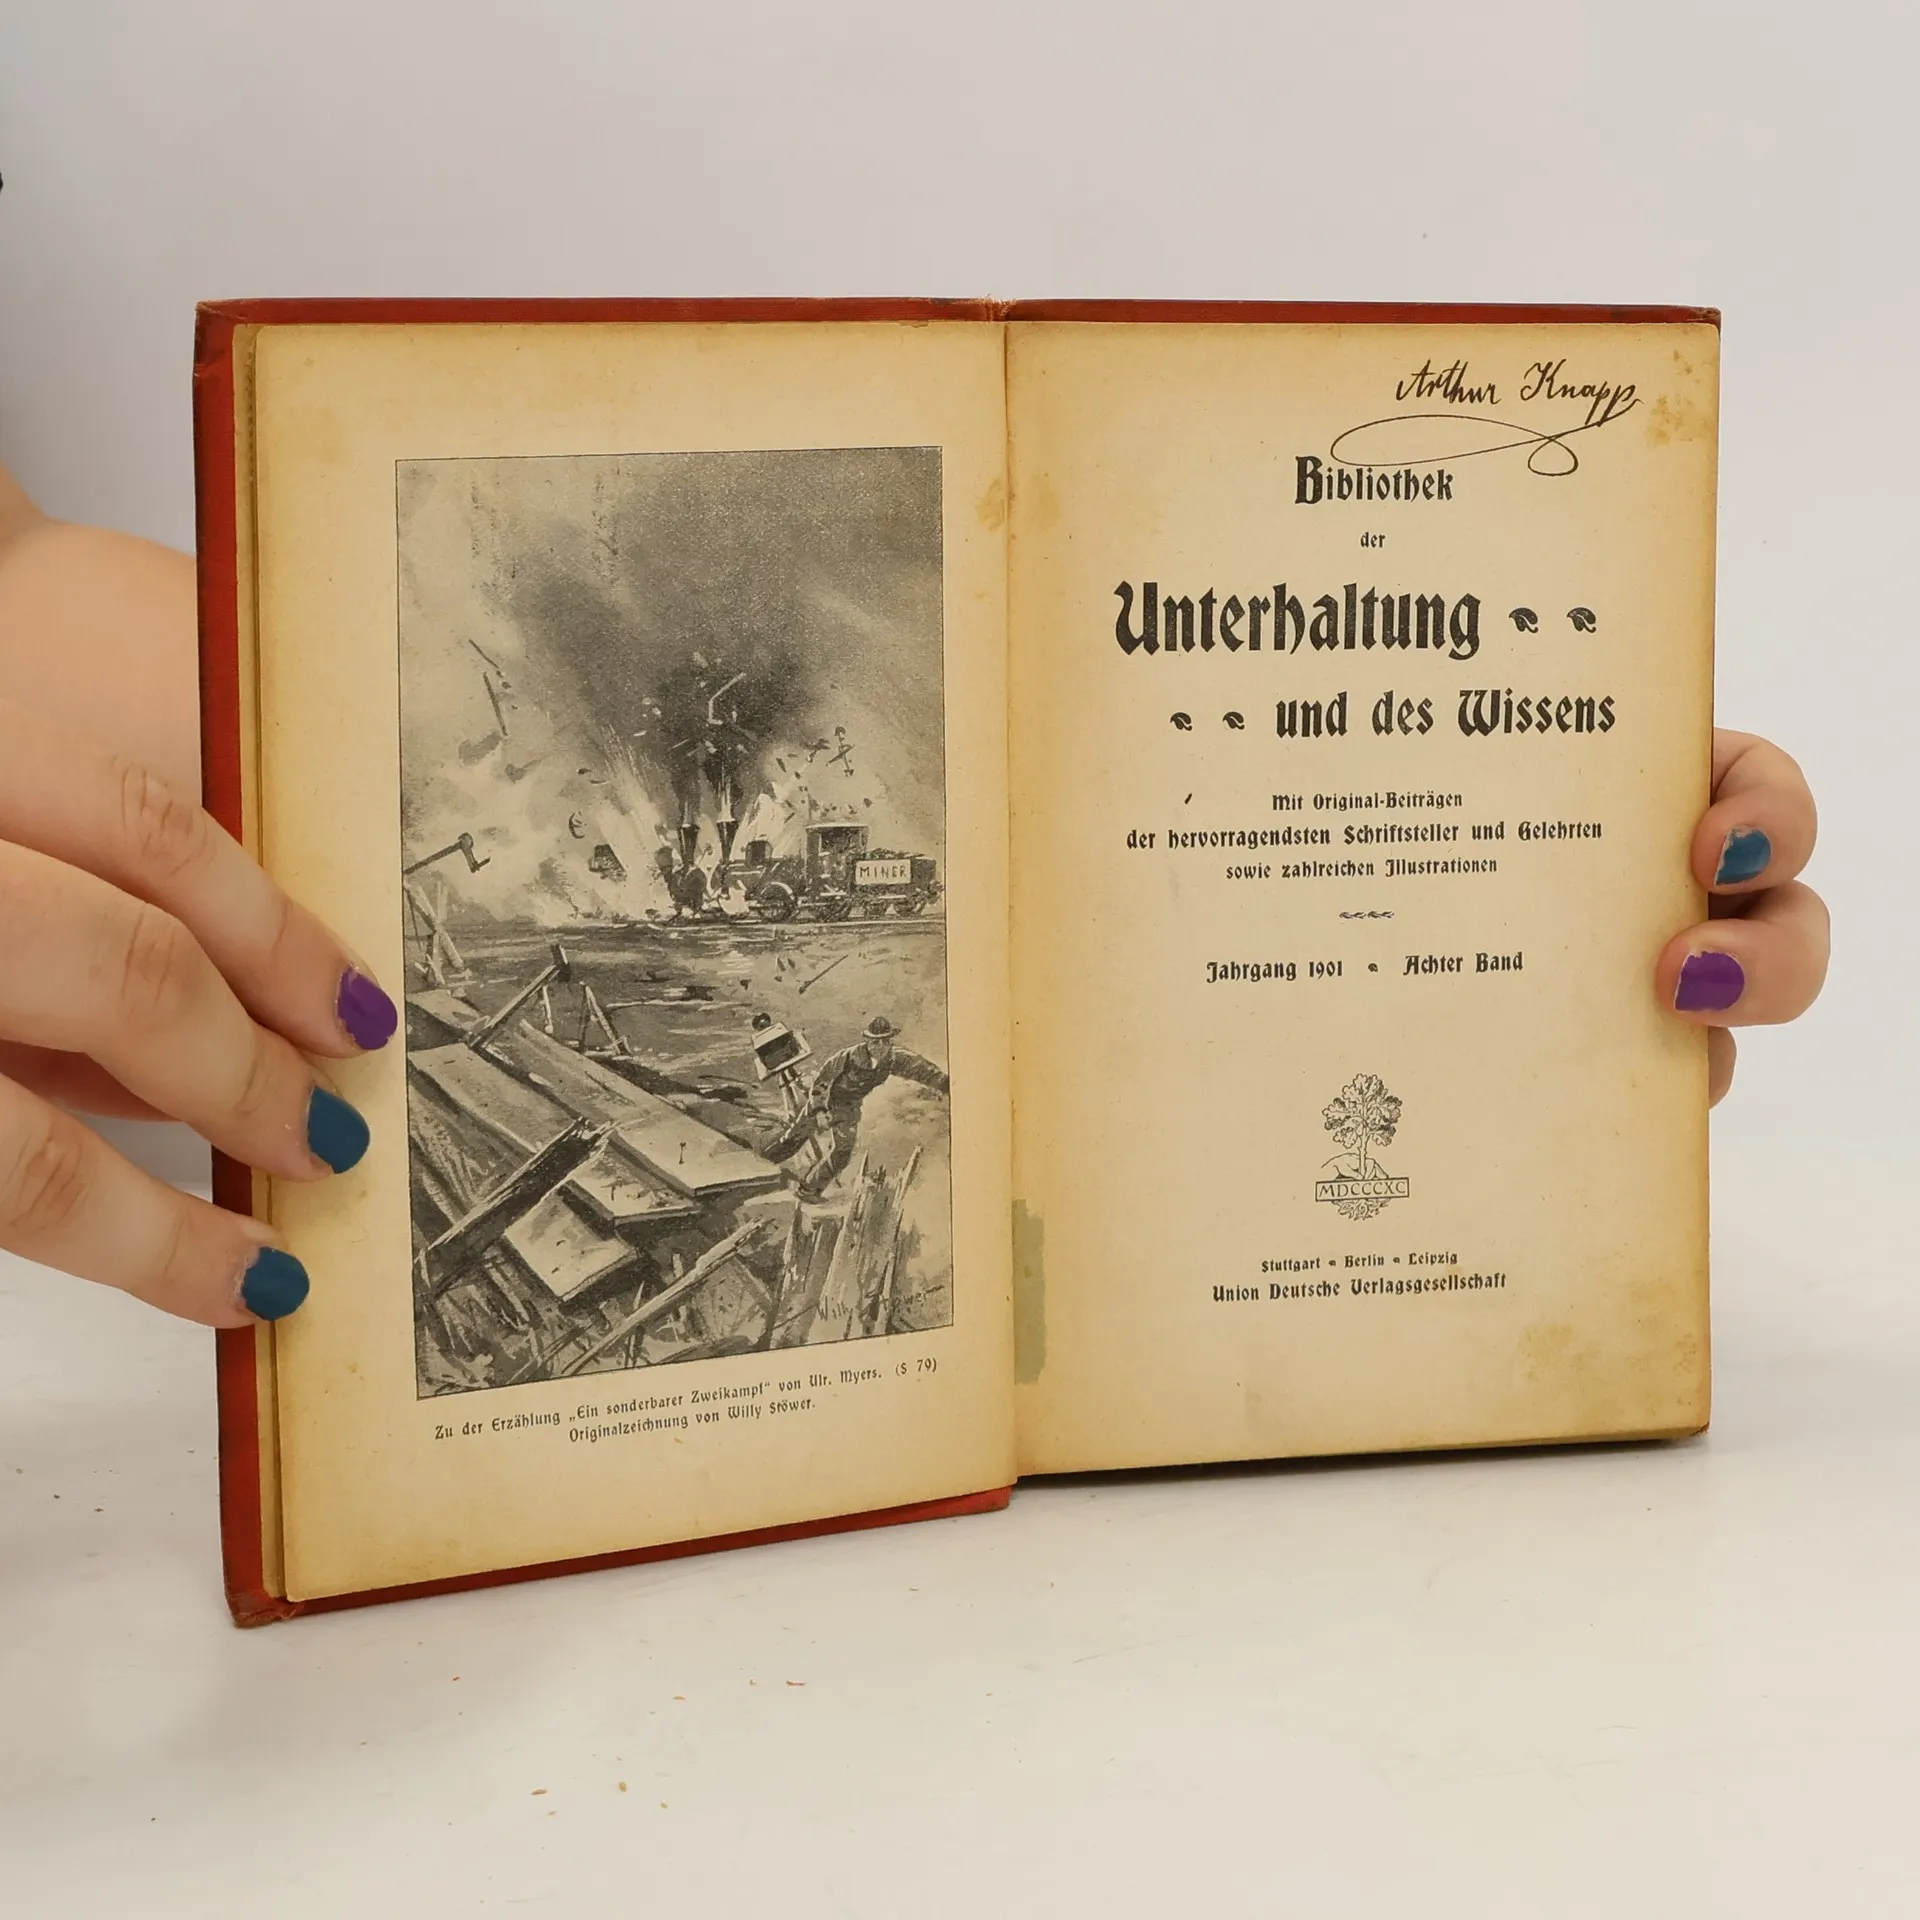 MINER
Willy Stöwer
Zu der Erzählung „Ein sonderbarer Zweikampf“ von Ulr. Myers. (S 79)
Originalzeichnung von Willy Stöwer.
Arthur Knapp
Bibliothek
der
Unterhaltung
und des Wissens
Mit Original-Beiträgen
der hervorragendsten Schriftsteller und Gelehrten
sowie zahlreichen Illustrationen
Jahrgang 1901 Achter Band
MDCCCXC
Stuttgart Berlin Leipzig
Union Deutsche Verlagsgesellschaft